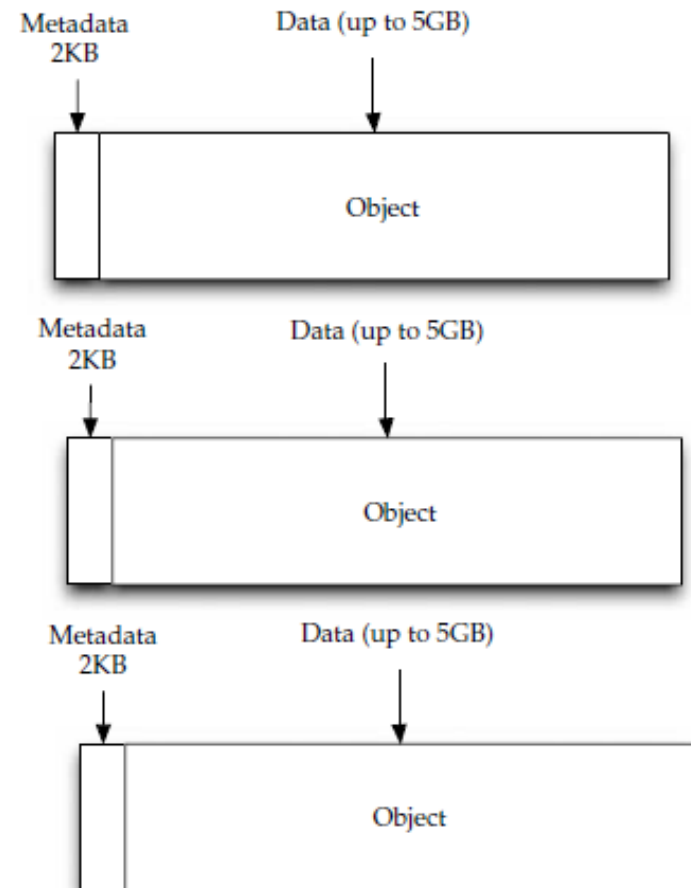 Metadata
2KB
Data (up to 5GB)
Object
Metadata
2KB
Data (up to 5GB)
Object
Metadata
2KB
Data (up to 5GB)
Object